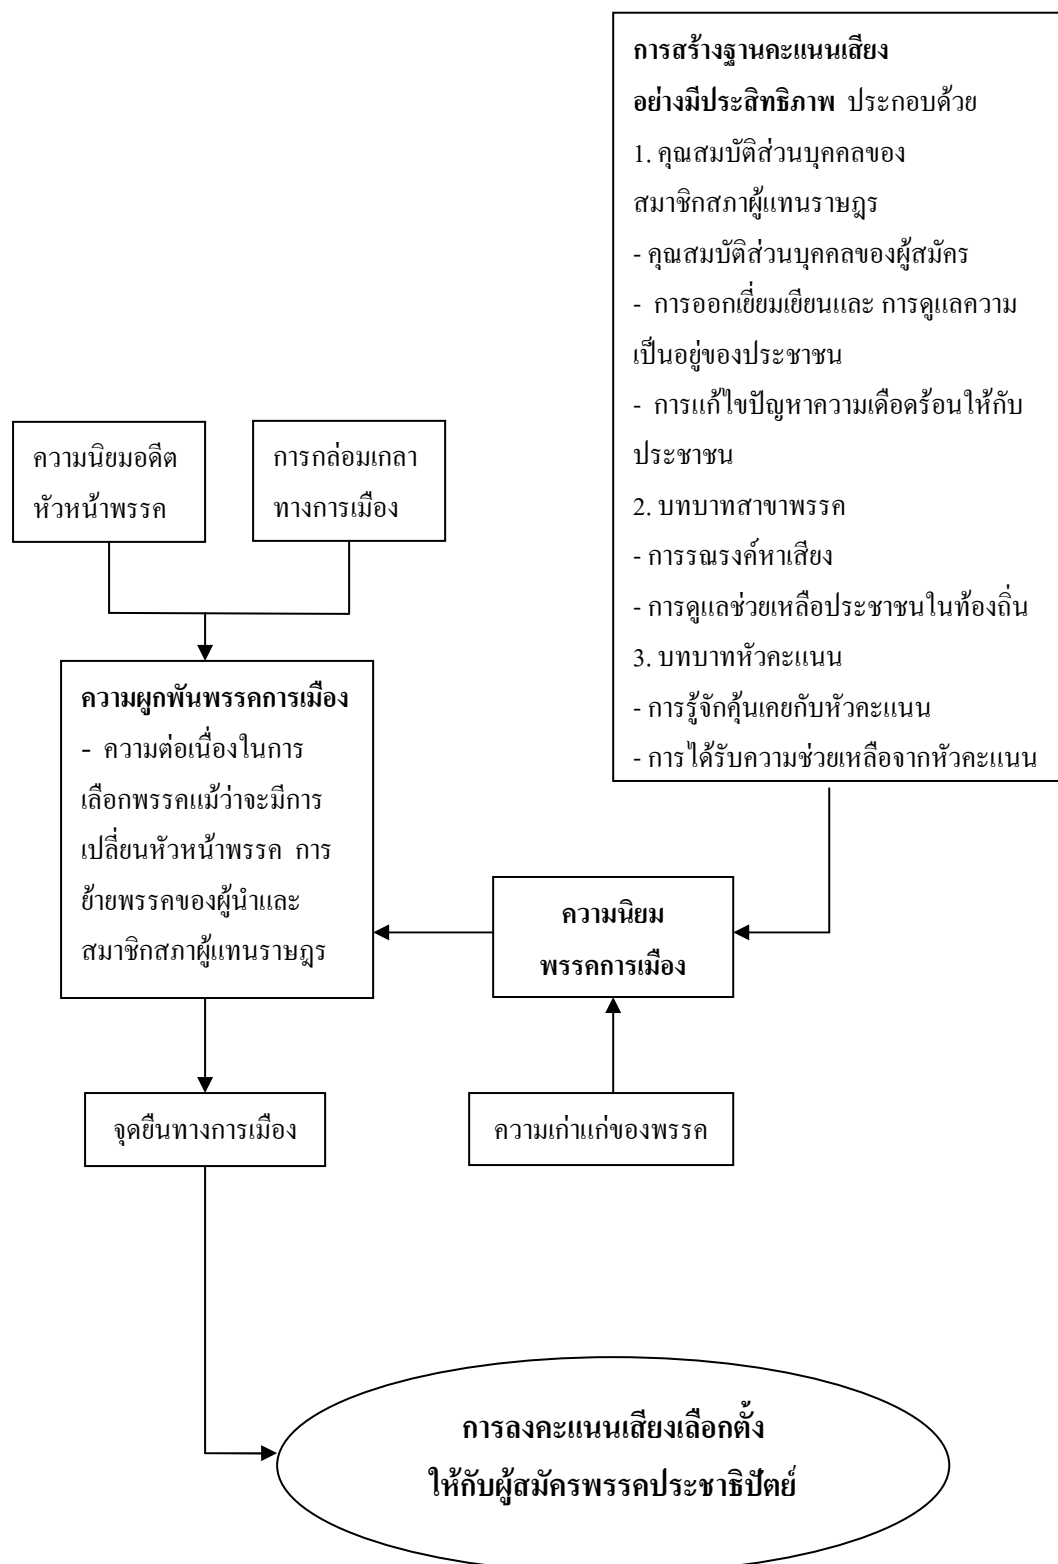 การสร้างฐานคะแนนเสียง
อย่างมีประสิทธิภาพ ประกอบด้วย
1. คุณสมบัติส่วนบุคคลของ
สมาชิกสภาผู้แทนราษฎร
- คุณสมบัติส่วนบุคคลของผู้สมัคร
- การออกเยี่ยมเยียนและ การดูแลความ
เป็นอยู่ของประชาชน
- การแก้ไขปัญหาความเดือดร้อนให้กับ
ประชาชน
2. บทบาทสาขาพรรค
- การรณรงค์หาเสียง
- การดูแลช่วยเหลือประชาชนในท้องถิ่น
3. บทบาทหัวคะแนน
- การรู้จักคุ้นเคยกับหัวคะแนน
- การได้รับความช่วยเหลือจากหัวคะแนน
ความนิยมอดีต
หัวหน้าพรรค
การกล่อมเกลา
ทางการเมือง
ความผูกพันพรรคการเมือง
- ความต่อเนื่องในการ
เลือกพรรคแม้ว่าจะมีการ
เปลี่ยนหัวหน้าพรรค การ
ย้ายพรรคของผู้นำและ
สมาชิกสภาผู้แทนราษฎร
ความนิยม
พรรคการเมือง
จุดยืนทางการเมือง
ความเก่าแก่ของพรรค
การลงคะแนนเสียงเลือกตั้ง
ให้กับผู้สมัครพรรคประชาธิปัตย์